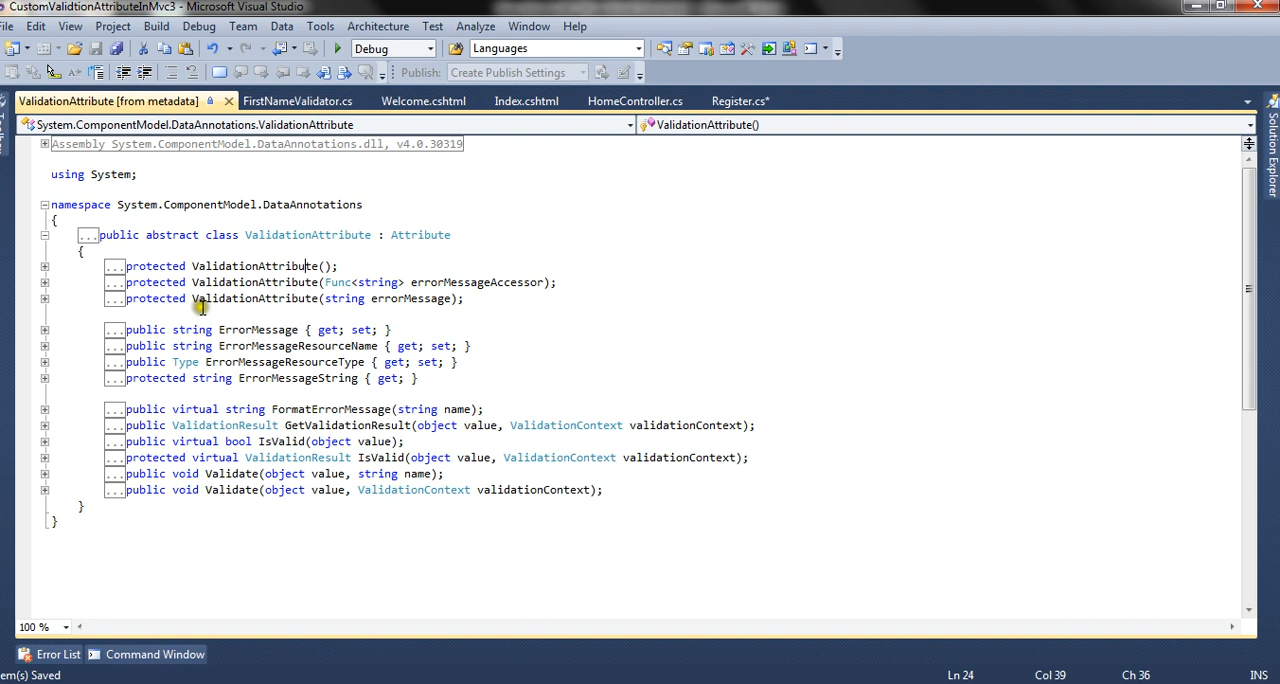 CustomValidtionAttributeInMvc3 - Microsoft Visual Studio
File Edit View Project Build Debug Team Data Tools Architecture Test Analyze Window Help
Debug Languages
Publish: Create Publish Settings
ValidationAttribute [from metadata] FirstNameValidator.cs Welcome.cshtml Index.cshtml HomeController.cs Register.cs*
System.ComponentModel.DataAnnotations.ValidationAttribute ValidationAttribute()
Assembly System.ComponentModel.DataAnnotations.dll, v4.0.30319
using System;
namespace System.ComponentModel.DataAnnotations
{
...public abstract class ValidationAttribute : Attribute
{
...protected ValidationAttribute();
...protected ValidationAttribute(Func<string> errorMessageAccessor);
...protected ValidationAttribute(string errorMessage);
...public string ErrorMessage { get; set; }
...public string ErrorMessageResourceName { get; set; }
...public Type ErrorMessageResourceType { get; set; }
...protected string ErrorMessageString { get; }
...public virtual string FormatErrorMessage(string name);
...public ValidationResult GetValidationResult(object value, ValidationContext validationContext);
...public virtual bool IsValid(object value);
...protected virtual ValidationResult IsValid(object value, ValidationContext validationContext);
...public void Validate(object value, string name);
...public void Validate(object value, ValidationContext validationContext);
}
}
100 %
Error List Command Window
em(s) Saved Ln 24 Col 39 Ch 36 INS
Solution Explorer